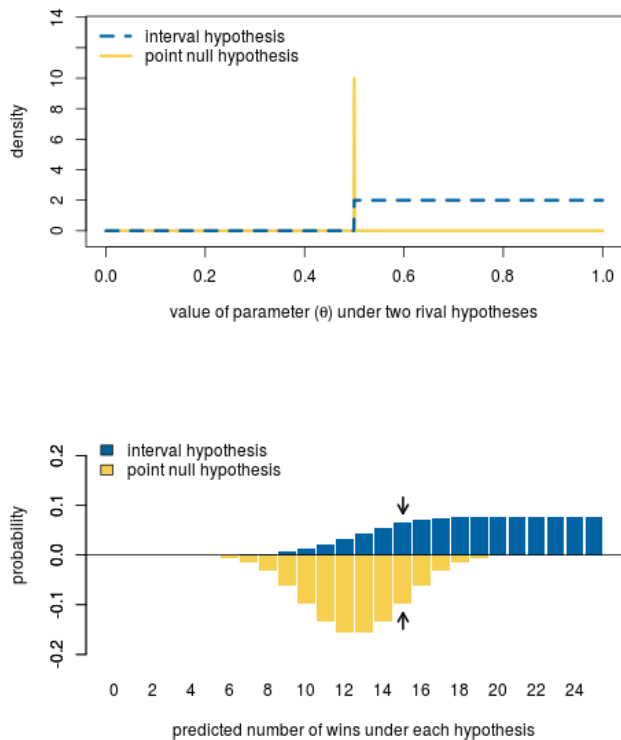 14
interval hypothesis
point null hypothesis
10
8
6
4
2
0
density
0.0 0.2 0.4 0.6 0.8 1.0
value of parameter (θ) under two rival hypotheses
0.2
interval hypothesis
point null hypothesis
0.1
0.0
-0.1
-0.2
probability
0 2 4 6 8 10 12 14 16 18 20 22 24
predicted number of wins under each hypothesis